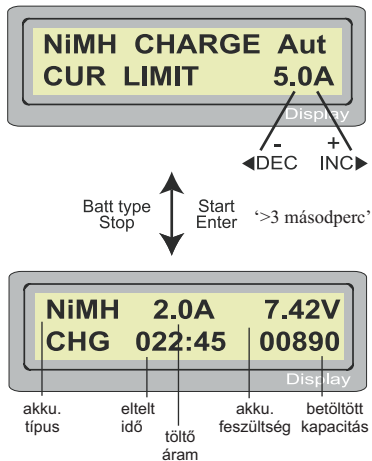 NiMH CHARGE Aut
CUR LIMIT 5.0A
Display
- +
◀DEC INC▶
Batt type Stop
Start Enter
‘>3 másodperc’
NiMH 2.0A 7.42V
CHG 022:45 00890
Display
akku. típus
eltelt idő
töltő áram
akku. feszültség
betöltött kapacitás